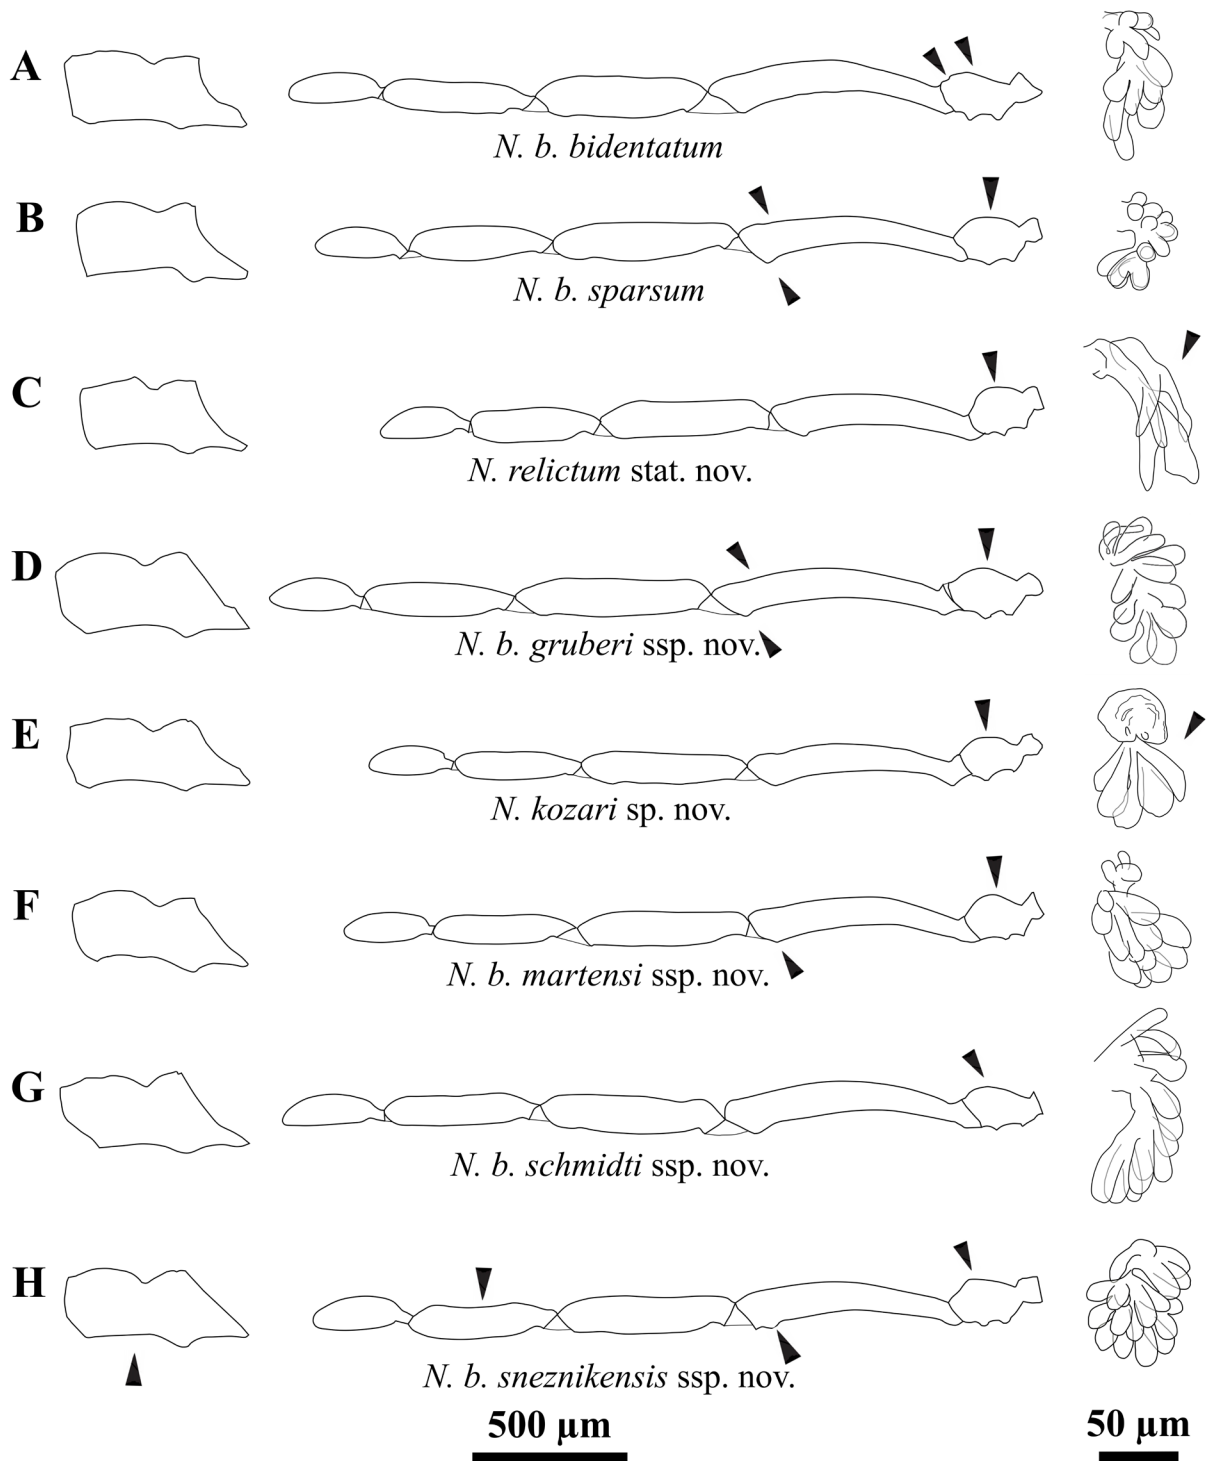 A
N. b. bidentatum
B
N. b. sparsum
C
N. relictum stat. nov.
D
N. b. gruberi ssp. nov.
E
N. kozari sp. nov.
F
N. b. martensi ssp. nov.
G
N. b. schmidti ssp. nov.
H
N. b. sneznikensis ssp. nov.
500 µm
50 µm